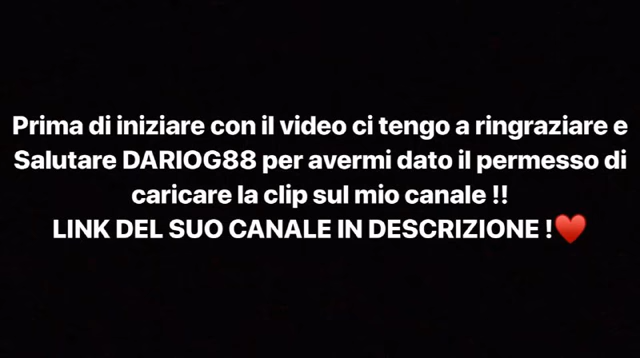 Prima di iniziare con il video ci tengo a ringraziare e
Salutare DARIOG88 per avermi dato il permesso di
caricare la clip sul mio canale !!
LINK DEL SUO CANALE IN DESCRIZIONE !❤️